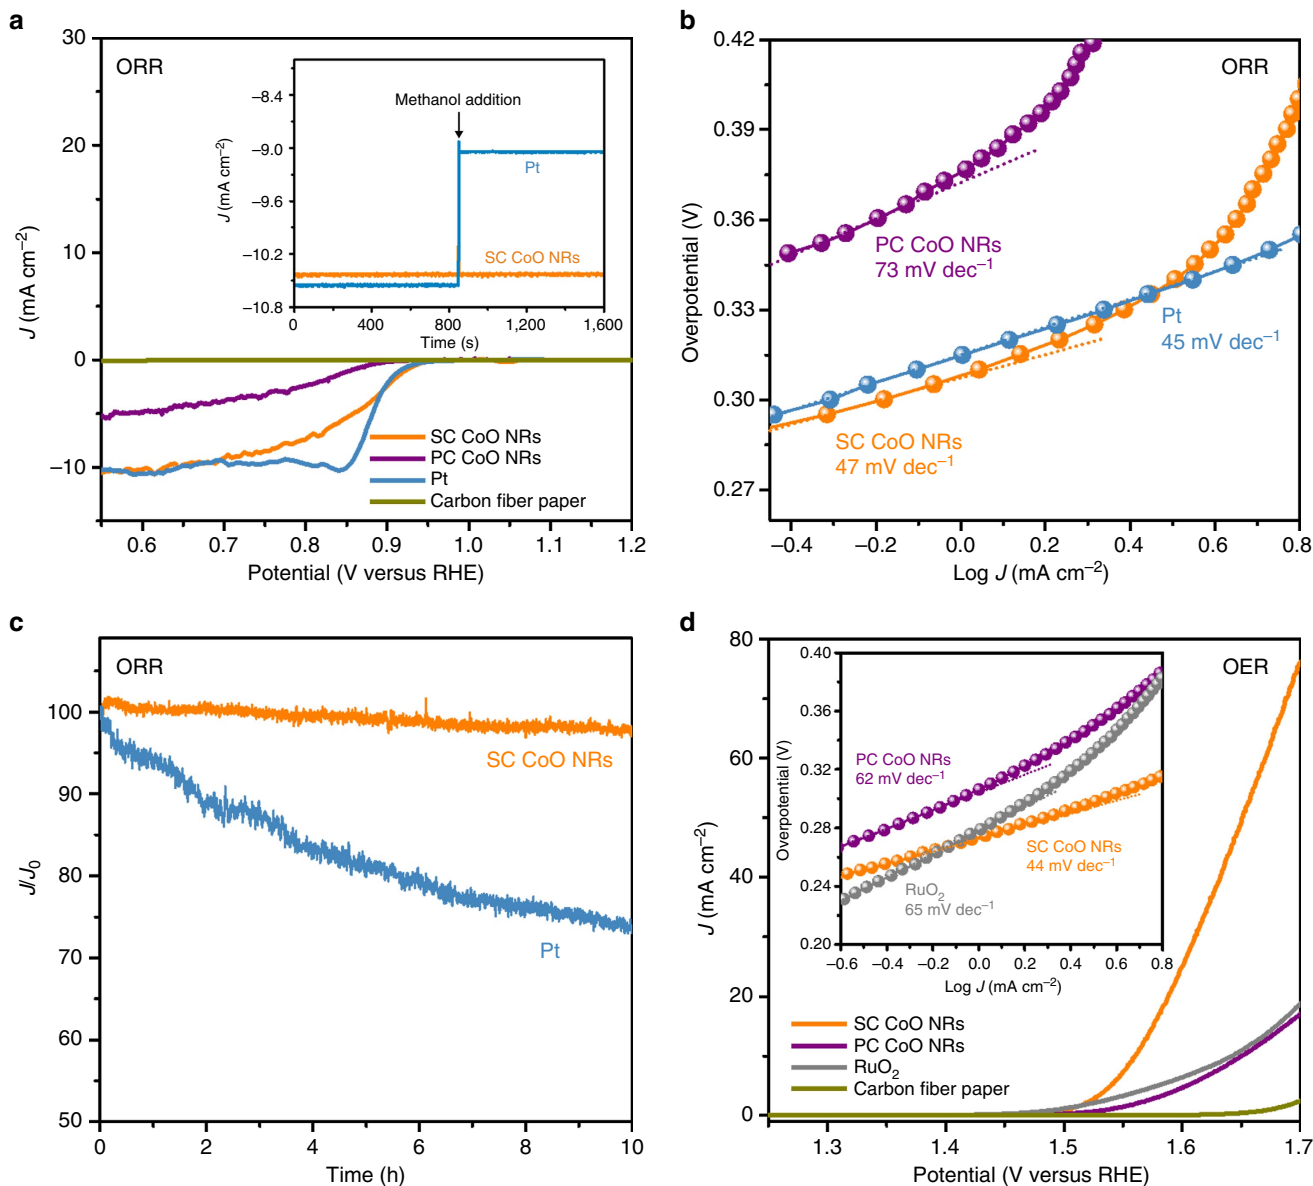 a
30
20
10
0
−10
J (mA cm−2)
ORR
0.6 0.7 0.8 0.9 1.0 1.1 1.2
Potential (V versus RHE)
−8.4
−9.0
−9.6
−10.2
−10.8
J (mA cm−2)
Methanol addition
Pt
SC CoO NRs
0 400 800 1,200 1,600
Time (s)
SC CoO NRs
PC CoO NRs
Pt
Carbon fiber paper
b
0.42
0.39
0.36
0.33
0.30
0.27
Overpotential (V)
ORR
PC CoO NRs
73 mV dec−1
Pt
45 mV dec−1
SC CoO NRs
47 mV dec−1
−0.4 −0.2 0.0 0.2 0.4 0.6 0.8
Log J (mA cm−2)
c
ORR
100
90
80
70
60
50
J/J0
SC CoO NRs
Pt
0 2 4 6 8 10
Time (h)
d
80
60
40
20
0
J (mA cm−2)
OER
0.40
0.36
0.32
0.28
0.24
0.20
Overpotential (V)
PC CoO NRs
62 mV dec−1
SC CoO NRs
44 mV dec−1
RuO2
65 mV dec−1
−0.6 −0.4 −0.2 0.0 0.2 0.4 0.6 0.8
Log J (mA cm−2)
SC CoO NRs
PC CoO NRs
RuO2
Carbon fiber paper
1.3 1.4 1.5 1.6 1.7
Potential (V versus RHE)